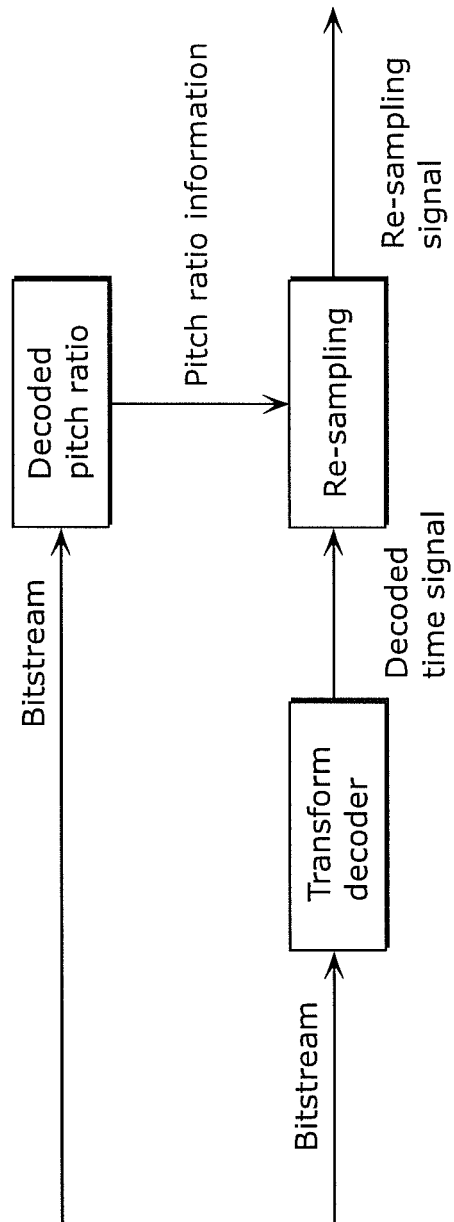 Bitstream
Decoded
pitch ratio
Pitch ratio information
Bitstream
Transform
decoder
Decoded
time signal
Re-sampling
Re-sampling
signal